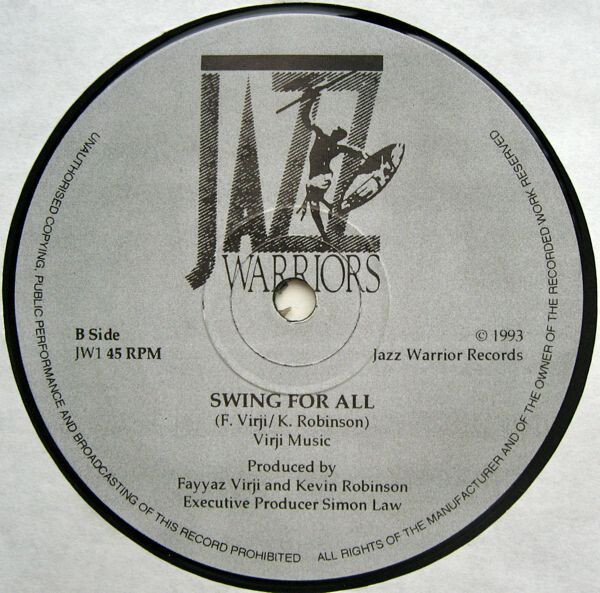 JAZZ
WARRIORS
B Side
JW1 45 RPM
© 1993
Jazz Warrior Records
SWING FOR ALL
(F. Virji/ K. Robinson)
Virji Music
Produced by
Fayyaz Virji and Kevin Robinson
Executive Producer Simon Law
UNAUTHORISED COPYING, PUBLIC PERFORMANCE AND BROADCASTING OF THIS RECORD PROHIBITED ALL RIGHTS OF THE MANUFACTURER AND OF THE OWNER OF THE RECORDED WORK RESERVED